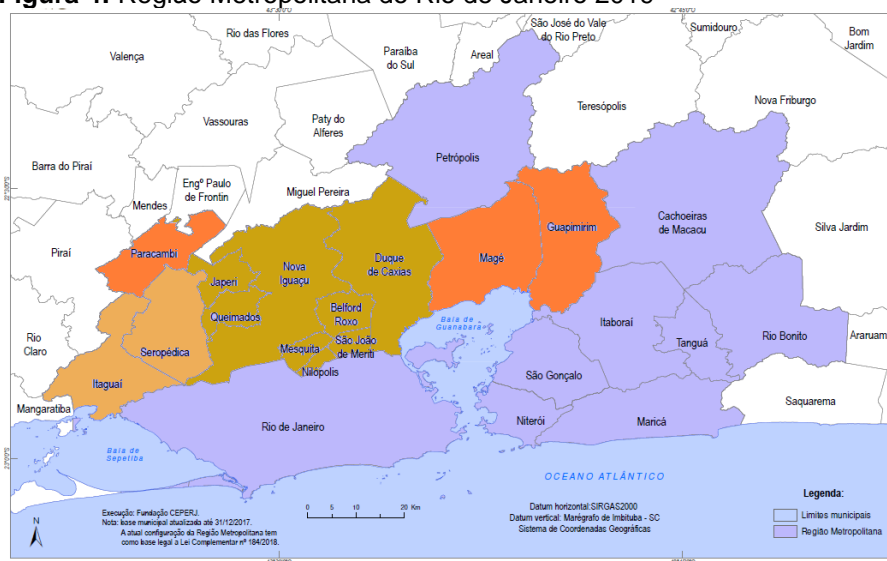 Figura 4. Região Metropolitana do Rio de Janeiro 2019
Rio das Flores
Paraíba
do Sul
Areal
São José do Vale
do Rio Preto
Sumidouro
Bom
Jardim
Valença
Vassouras
Paty do
Alferes
Teresópolis
Nova Friburgo
Petrópolis
Barra do Piraí
Mendes
Engº Paulo
de Frontin
Miguel Pereira
Piraí
Paracambi
Japeri
Nova
Iguaçu
Duque
de Caxias
Magé
Guapimirim
Cachoeiras
de Macacu
Silva Jardim
Queimados
Belford
Roxo
Baía de
Guanabara
Itaboraí
Tanguá
Rio Bonito
Araruam
Rio
Claro
Seropédica
Mesquita
São João
de Meriti
Nilópolis
Itaguaí
São Gonçalo
Saquarema
Mangaratiba
Rio de Janeiro
Niterói
Maricá
Baía de
Sepetiba
OCEANO ATLÂNTICO
Execução: Fundação CEPERJ.
Nota: base municipal atualizada até 31/12/2017.
A atual configuração da Região Metropolitana tem
como base legal a Lei Complementar nº 184/2018.
N
0 5 10 20 Km
Datum horizontal:SIRGAS2000
Datum vertical: Marégrafo de Imbituba - SC
Sistema de Coordenadas Geográficas
Legenda:
Limites municipais
Região Metropolitana